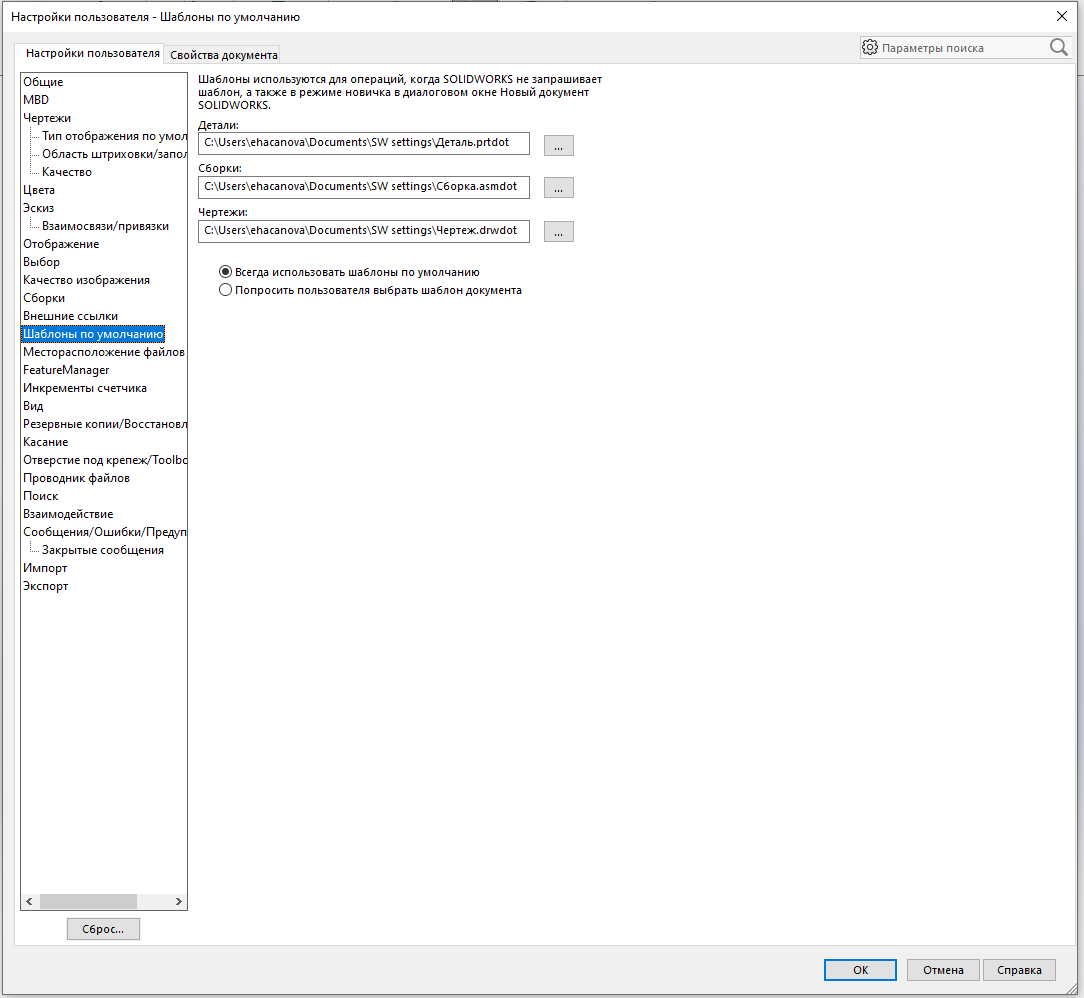 Настройки пользователя - Шаблоны по умолчанию
Настройки пользователя
Свойства документа
Параметры поиска
Общие
MBD
Чертежи
Тип отображения по умол
Область штриховки/запол
Качество
Цвета
Эскиз
Взаимосвязи/привязки
Отображение
Выбор
Качество изображения
Сборки
Внешние ссылки
Шаблоны по умолчанию
Месторасположение файлов
FeatureManager
Инкременты счетчика
Вид
Резервные копии/Восстановл
Касание
Отверстие под крепеж/Toolbo
Проводник файлов
Поиск
Взаимодействие
Сообщения/Ошибки/Предуп
Закрытые сообщения
Импорт
Экспорт
Сброс...
Шаблоны используются для операций, когда SOLIDWORKS не запрашивает
шаблон, а также в режиме новичка в диалоговом окне Новый документ
SOLIDWORKS.
Детали:
C:\Users\ehacanova\Documents\SW settings\Деталь.prtdot
...
Сборки:
C:\Users\ehacanova\Documents\SW settings\Сборка.asmdot
...
Чертежи:
C:\Users\ehacanova\Documents\SW settings\Чертеж.drwdot
...
Всегда использовать шаблоны по умолчанию
Попросить пользователя выбрать шаблон документа
OK
Отмена
Справка